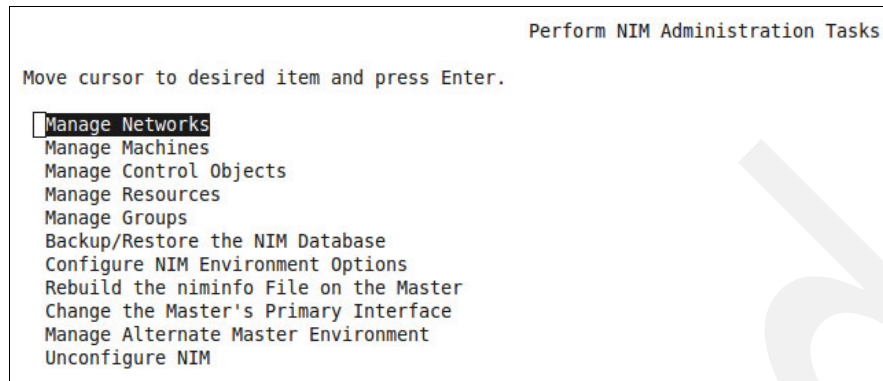 Perform NIM Administration Tasks
Move cursor to desired item and press Enter.
Manage Networks
Manage Machines
Manage Control Objects
Manage Resources
Manage Groups
Backup/Restore the NIM Database
Configure NIM Environment Options
Rebuild the niminfo File on the Master
Change the Master's Primary Interface
Manage Alternate Master Environment
Unconfigure NIM